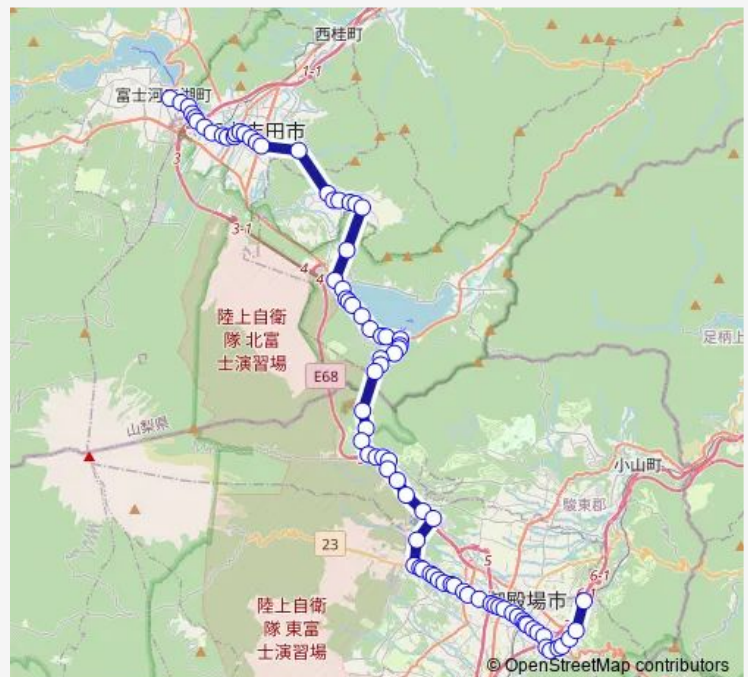 西桂町
1-1
富士河
湖町
吉田市
3
3-1
4
4
陸上自衛
隊 北富
士演習場
足柄上
E68
山梨県
小山町
駿東郡
23
5
6-1
殿場市
陸上自衛
隊 東富
士演習場
© OpenStreetMap contributors